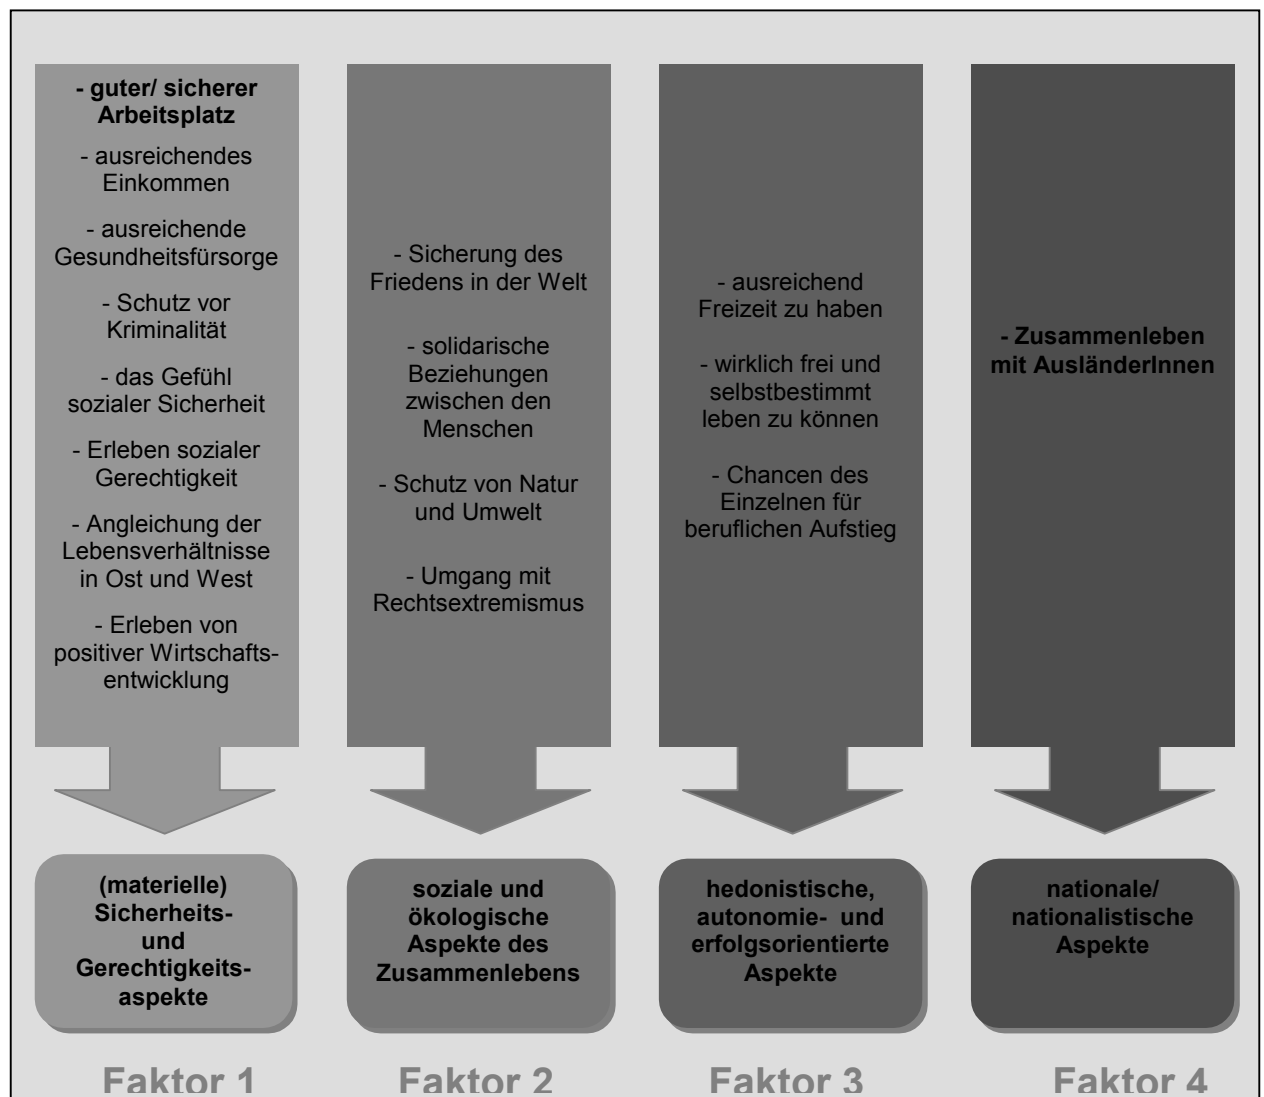 - guter/ sicherer
Arbeitsplatz
- ausreichendes
Einkommen
- ausreichende
Gesundheitsfürsorge
- Schutz vor
Kriminalität
- das Gefühl
sozialer Sicherheit
- Erleben sozialer
Gerechtigkeit
- Angleichung der
Lebensverhältnisse
in Ost und West
- Erleben von
positiver Wirtschafts-
entwicklung
- Sicherung des
Friedens in der Welt
- solidarische
Beziehungen
zwischen den
Menschen
- Schutz von Natur
und Umwelt
- Umgang mit
Rechtsextremismus
- ausreichend
Freizeit zu haben
- wirklich frei und
selbstbestimmt
leben zu können
- Chancen des
Einzelnen für
beruflichen Aufstieg
- Zusammenleben
mit AusländerInnen
(materielle)
Sicherheits-
und
Gerechtigkeits-
aspekte
soziale und
ökologische
Aspekte des
Zusammenlebens
hedonistische,
autonomie- und
erfolgsorientierte
Aspekte
nationale/
nationalistische
Aspekte
Faktor 1
Faktor 2
Faktor 3
Faktor 4